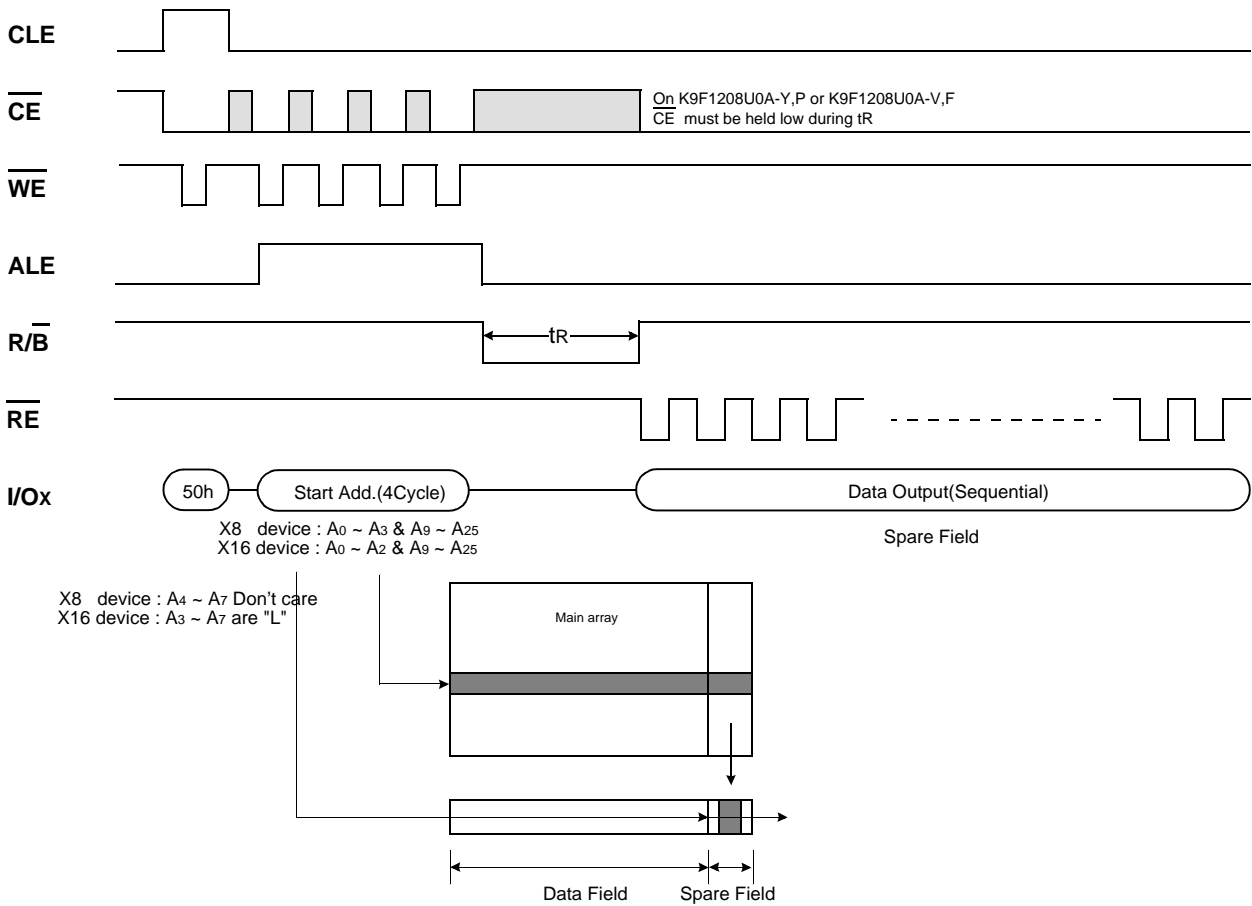 CLE
CE
On K9F1208U0A-Y,P or K9F1208U0A-V,F
CE must be held low during tR
WE
ALE
R/B
tR
RE
I/Ox
50h
Start Add.(4Cycle)
Data Output(Sequential)
X8 device : A0 ~ A3 & A9 ~ A25
X16 device : A0 ~ A2 & A9 ~ A25
Spare Field
X8 device : A4 ~ A7 Don't care
X16 device : A3 ~ A7 are "L"
Main array
Data Field
Spare Field